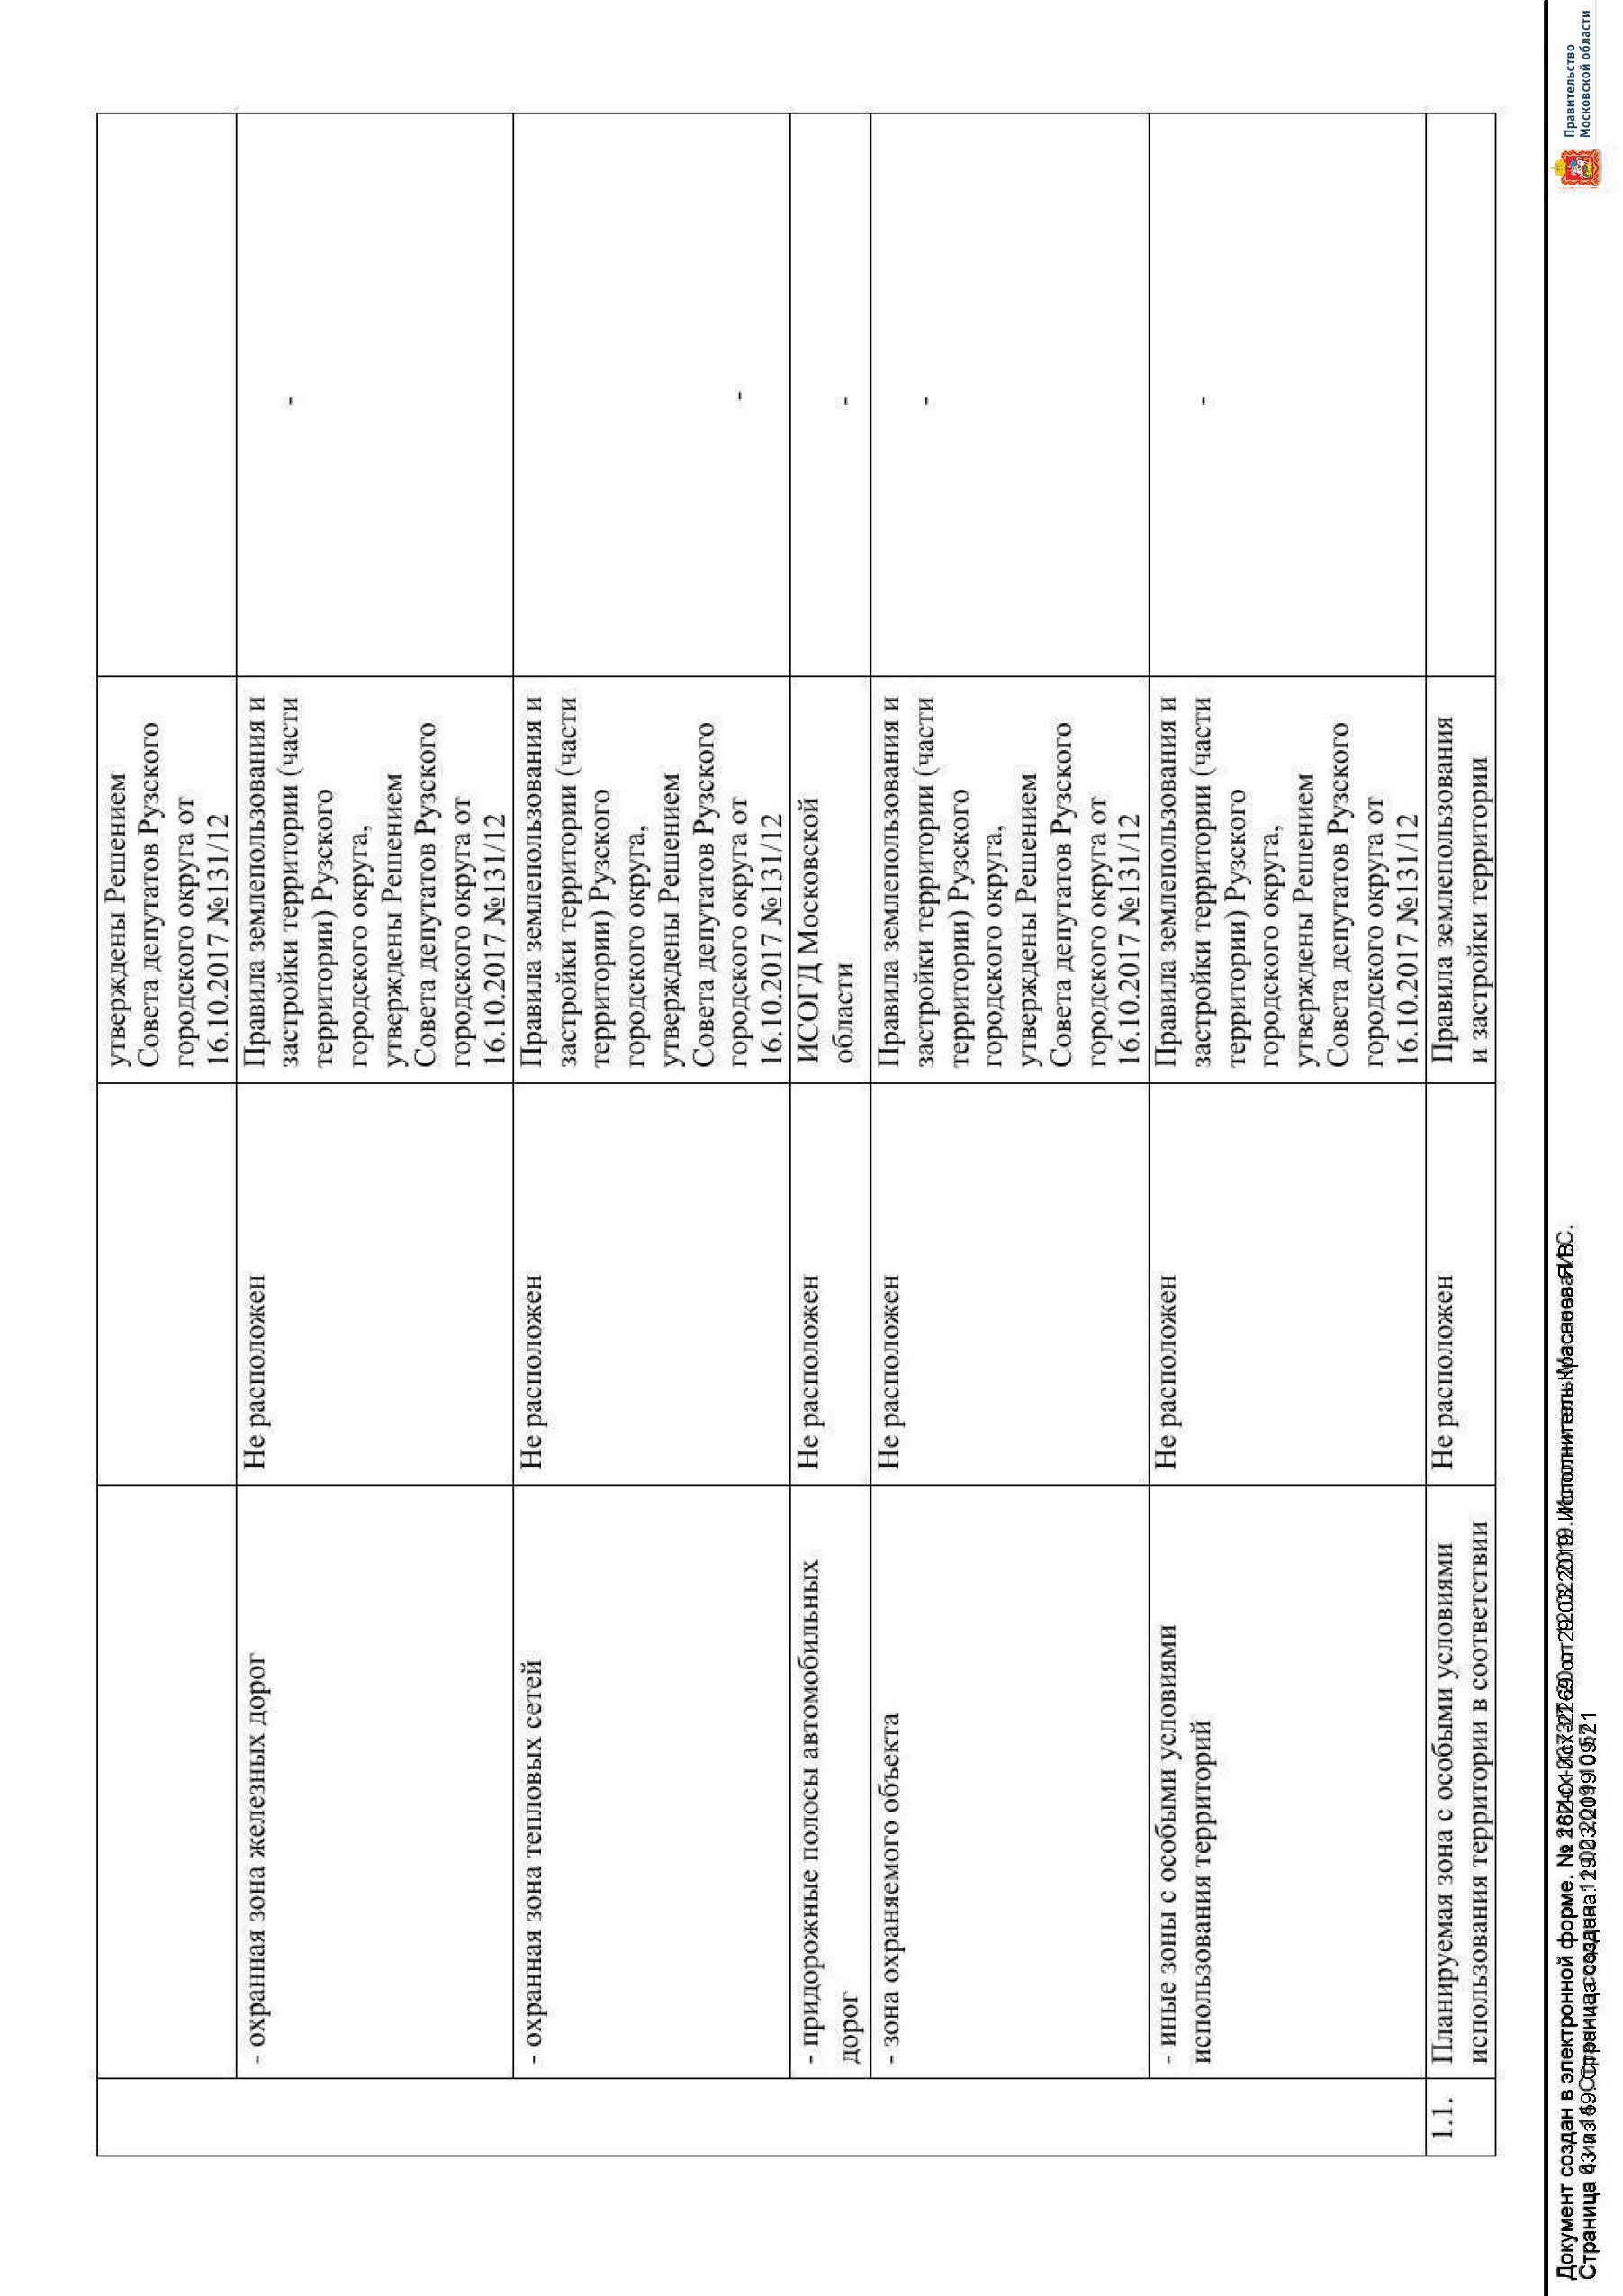 утверждены Решением
Совета депутатов Рузского
городского округа от
16.10.2017 №131/12
- охранная зона железных дорог
Не расположен
Правила землепользования и
застройки территории (части
территории) Рузского
городского округа,
утверждены Решением
Совета депутатов Рузского
городского округа от
16.10.2017 №131/12
-
- охранная зона тепловых сетей
Не расположен
Правила землепользования и
застройки территории (части
территории) Рузского
городского округа,
утверждены Решением
Совета депутатов Рузского
городского округа от
16.10.2017 №131/12
-
- придорожные полосы автомобильных
дорог
Не расположен
ИСОГД Московской
области
-
- зона охраняемого объекта
Не расположен
Правила землепользования и
застройки территории (части
территории) Рузского
городского округа,
утверждены Решением
Совета депутатов Рузского
городского округа от
16.10.2017 №131/12
-
- иные зоны с особыми условиями
использования территорий
Не расположен
Правила землепользования и
застройки территории (части
территории) Рузского
городского округа,
утверждены Решением
Совета депутатов Рузского
городского округа от
16.10.2017 №131/12
-
1.1.
Планируемая зона с особыми условиями
использования территории в соответствии
Не расположен
Правила землепользования
и застройки территории
Документ создан в электронной форме. №
Страница
Правительство
Московской области